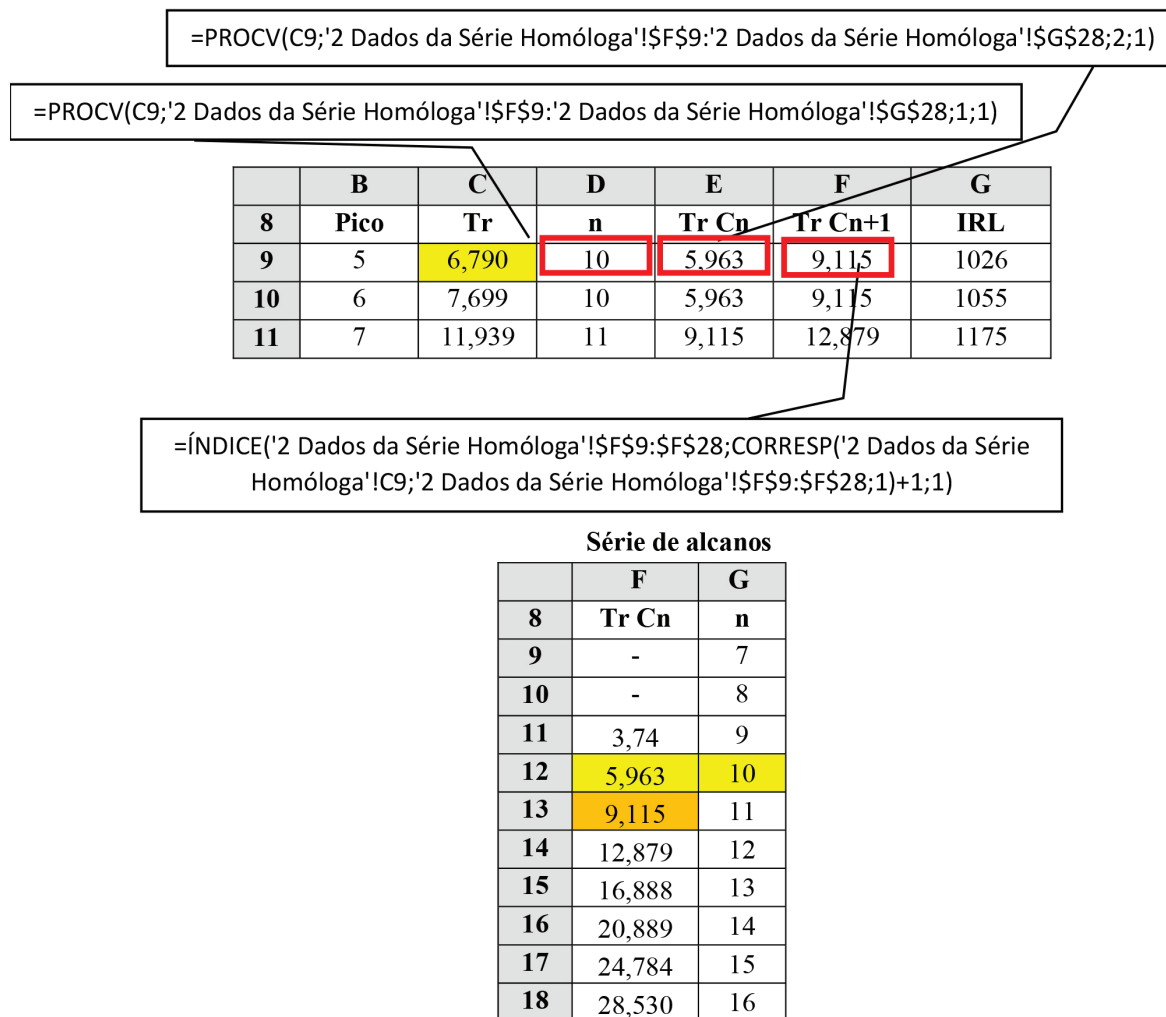 =PROCV(C9;'2 Dados da Série Homóloga'!$F$9:'2 Dados da Série Homóloga'!$G$28;2;1)
=PROCV(C9;'2 Dados da Série Homóloga'!$F$9:'2 Dados da Série Homóloga'!$G$28;1;1)
B C D E F G
8 Pico Tr n Tr Cn Tr Cn+1 IRL
9 5 6,790 10 5,963 9,115 1026
10 6 7,699 10 5,963 9,115 1055
11 7 11,939 11 9,115 12,879 1175
=ÍNDICE('2 Dados da Série Homóloga'!$F$9:$F$28;CORRESP('2 Dados da Série
Homóloga'!C9;'2 Dados da Série Homóloga'!$F$9:$F$28;1)+1;1)
Série de alcanos
F G
8 Tr Cn n
9 - 7
10 - 8
11 3,74 9
12 5,963 10
13 9,115 11
14 12,879 12
15 16,888 13
16 20,889 14
17 24,784 15
18 28,530 16